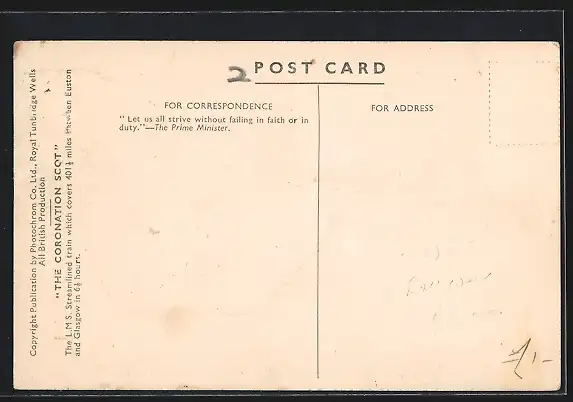 2 POST CARD
FOR CORRESPONDENCE
" Let us all strive without failing in faith or in
duty."—The Prime Minister.
FOR ADDRESS
Copyright Publication by Photochrom Co. Ltd., Royal Tunbridge Wells
All British Production
"THE CORONATION SCOT"
The L.M.S. Streamlined train which covers 401½ miles between Euston
and Glasgow in 6½ hours.